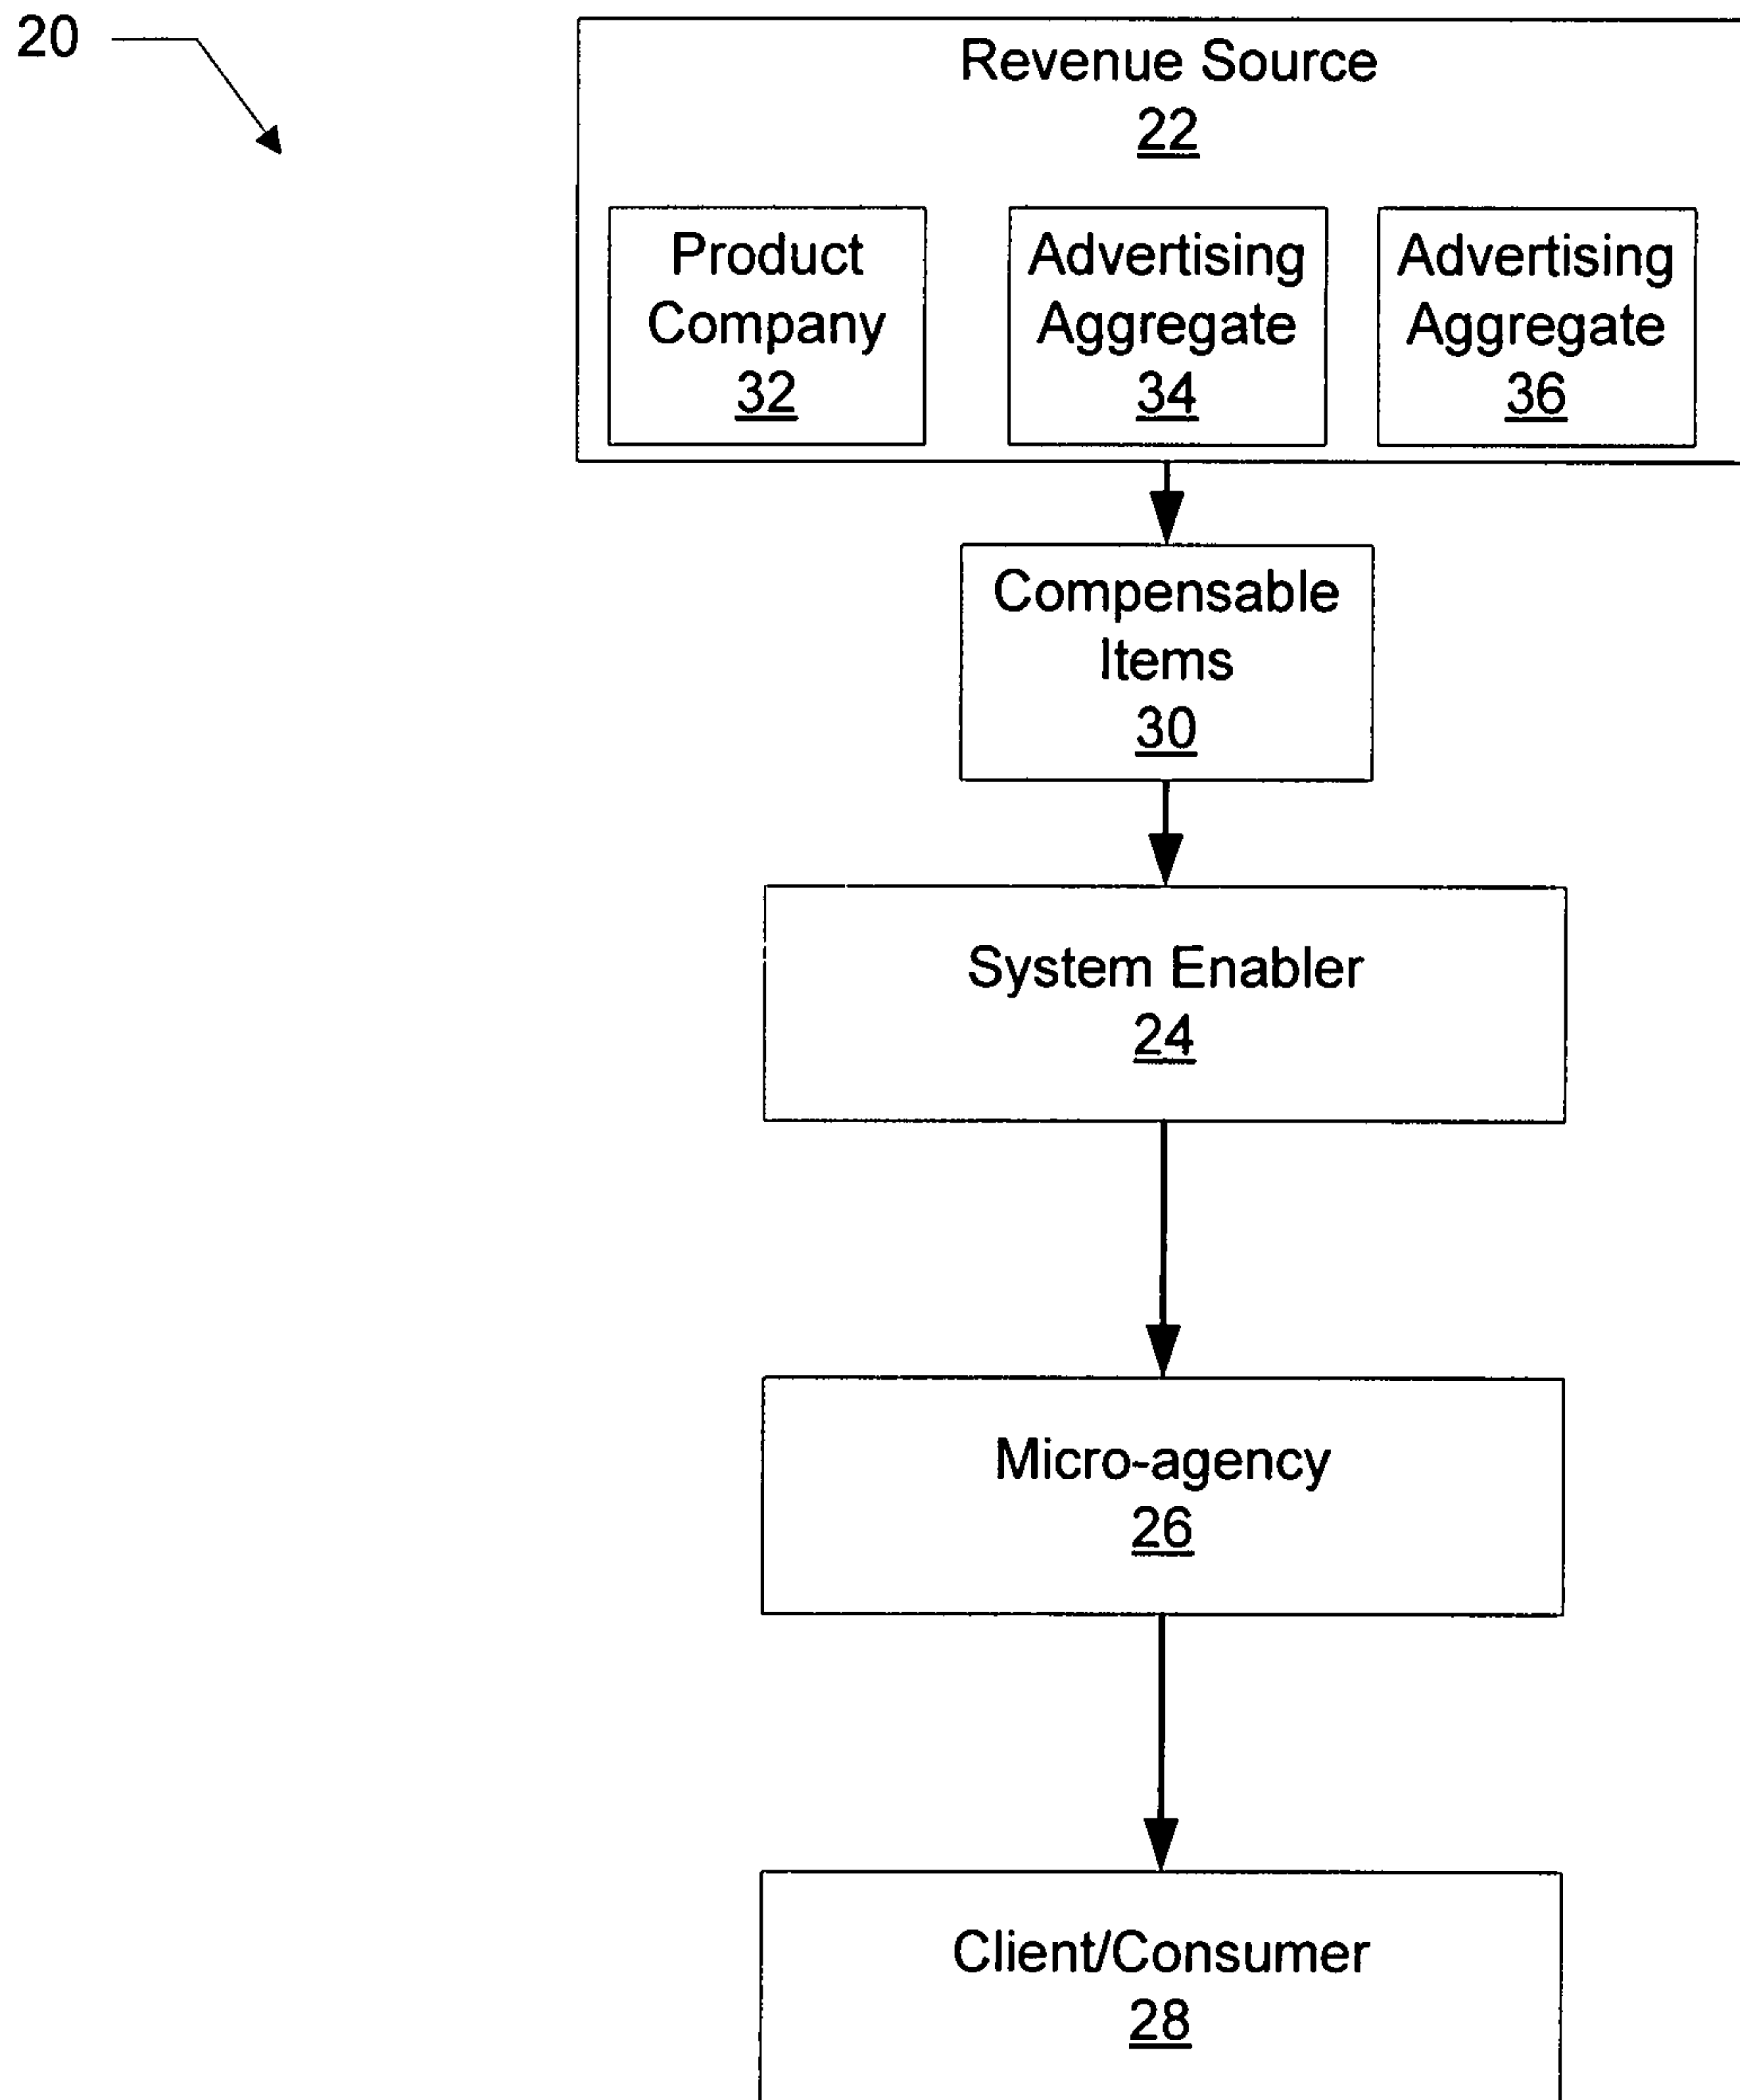 20
Revenue Source
22
Product
Company
32
Advertising
Aggregate
34
Advertising
Aggregate
36
Compensable
Items
30
System Enabler
24
Micro-agency
26
Client/Consumer
28